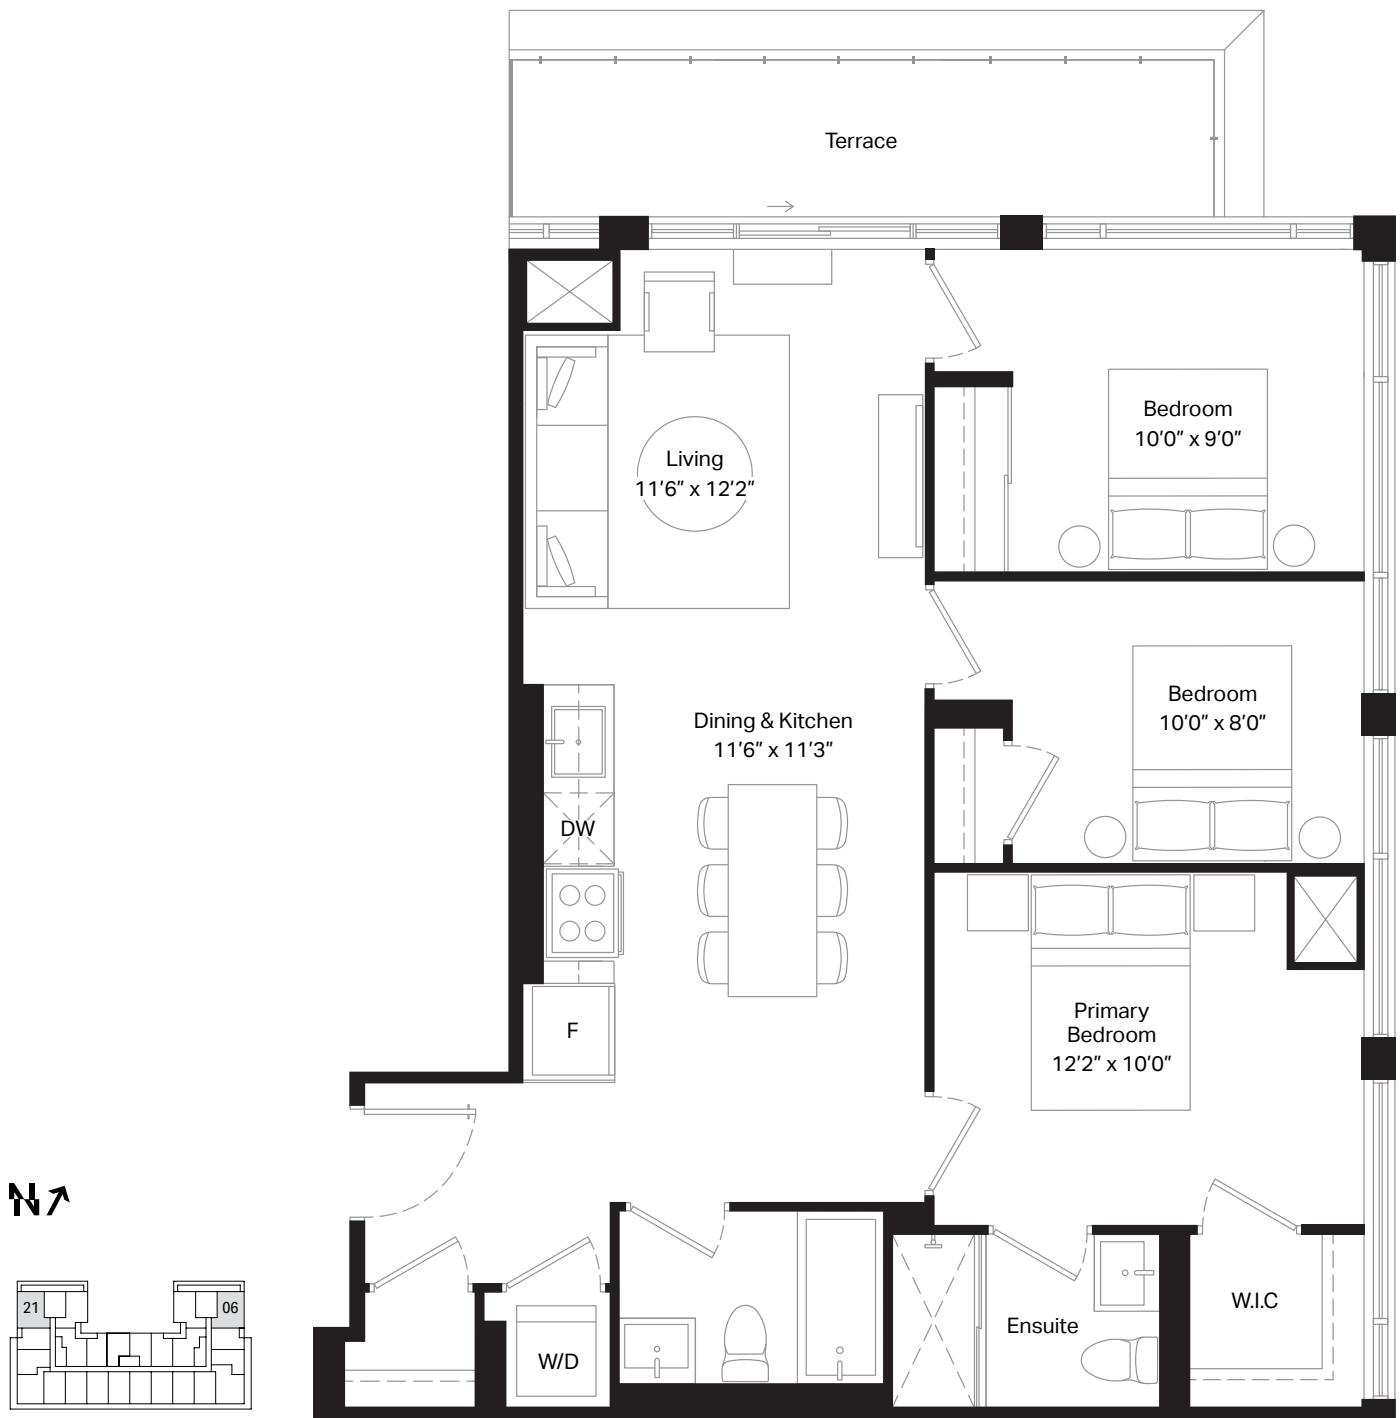 Terrace
Bedroom
10'0" x 9'0"
Living
11'6" x 12'2"
Bedroom
10'0" x 8'0"
Dining & Kitchen
11'6" x 11'3"
DW
F
Primary
Bedroom
12'2" x 10'0"
N
21
06
W/D
Ensuite
W.I.C